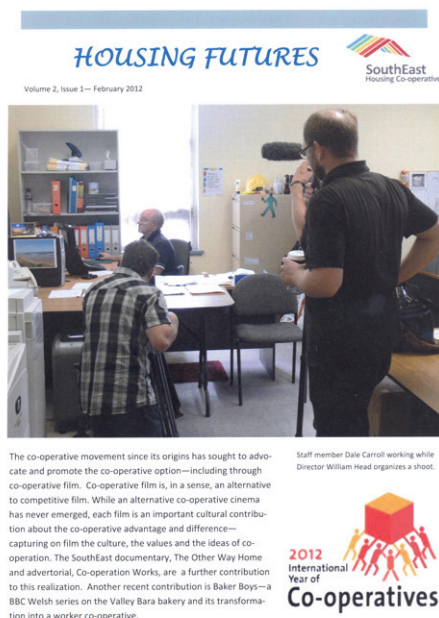 HOUSING FUTURES
SouthEast
Housing Co-operative
Volume 2, Issue 1— February 2012
The co-operative movement since its origins has sought to advo-
cate and promote the co-operative option—including through
co-operative film. Co-operative film is, in a sense, an alternative
to competitive film. While an alternative co-operative cinema
has never emerged, each film is an important cultural contribu-
tion about the co-operative advantage and difference—
capturing on film the culture, the values and the ideas of co-
operation. The SouthEast documentary, The Other Way Home
and advertorial, Co-operation Works, are a further contribution
to this realization. Another recent contribution is Baker Boys—a
BBC Welsh series on the Valley Bara bakery and its transforma-
tion into a worker co-operative.
Staff member Dale Carroll working while
Director William Head organizes a shoot.
2012
International
Year of
Co-operatives